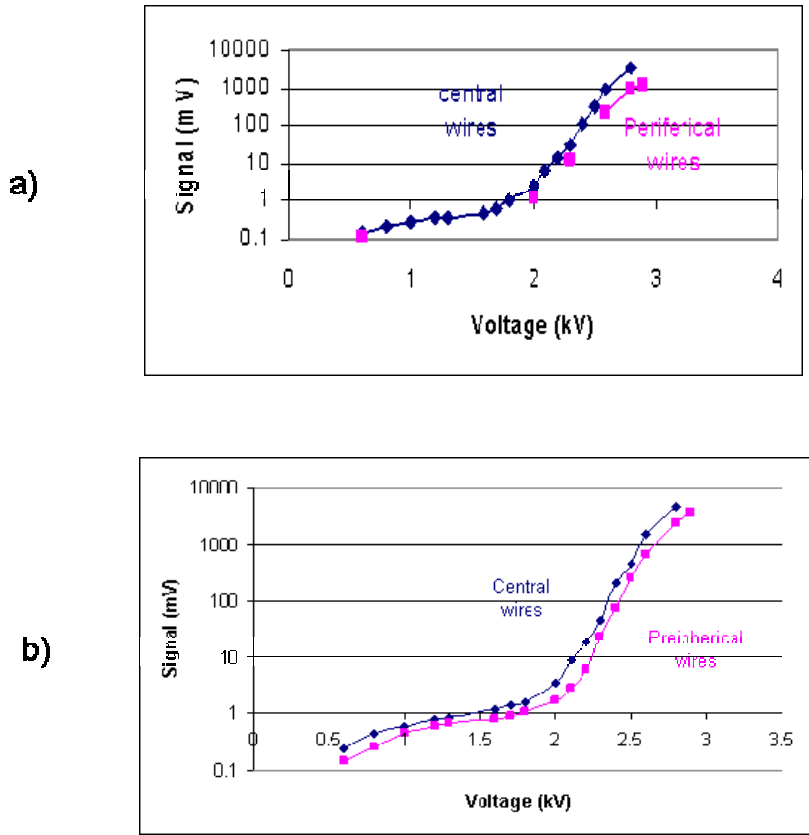 a)
10000
1000
100
10
1
0.1
Signal (mV)
central
wires
Periferical
wires
0 1 2 3 4
Voltage (kV)
b)
10000
1000
100
10
1
0.1
Signal (mV)
Central
wires
Preipherical
wires
0 0.5 1 1.5 2 2.5 3 3.5
Voltage (kV)